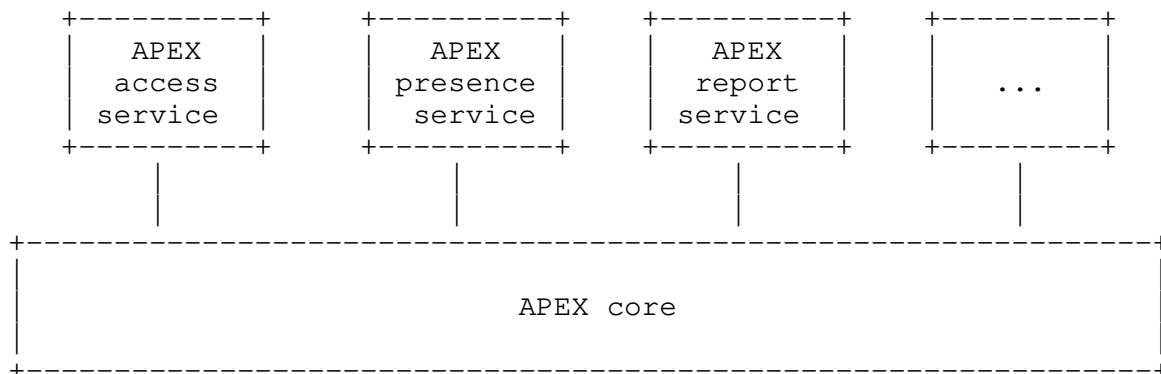 APEX
access
service
APEX
presence
service
APEX
report
service
...
APEX core